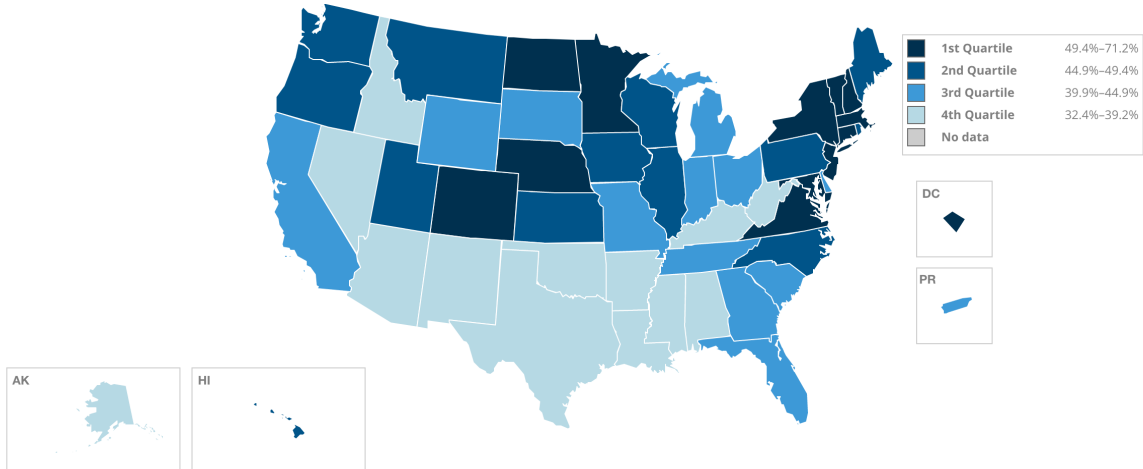 1st Quartile 49.4%–71.2%
2nd Quartile 44.9%–49.4%
3rd Quartile 39.9%–44.9%
4th Quartile 32.4%–39.2%
No data
DC
PR
AK
HI